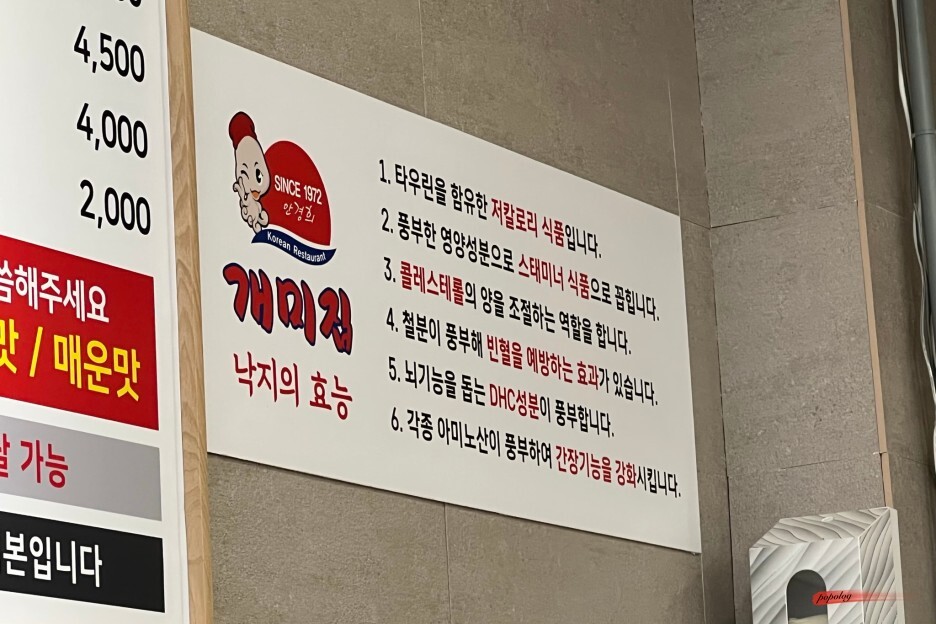 4,500
4,000
2,000
씀해주세요
맛 / 매운맛
가능
본입니다
SINCE 1972
안경희
Korean Restaurant
개미집
낙지의 효능
1. 타우린을 함유한 저칼로리 식품입니다.
2. 풍부한 영양성분으로 스태미너 식품으로 꼽힙니다.
3. 콜레스테롤의 양을 조절하는 역할을 합니다.
4. 철분이 풍부해 빈혈을 예방하는 효과가 있습니다.
5. 뇌기능을 돕는 DHC성분이 풍부합니다.
6. 각종 아미노산이 풍부하여 간장기능을 강화시킵니다.
popolog